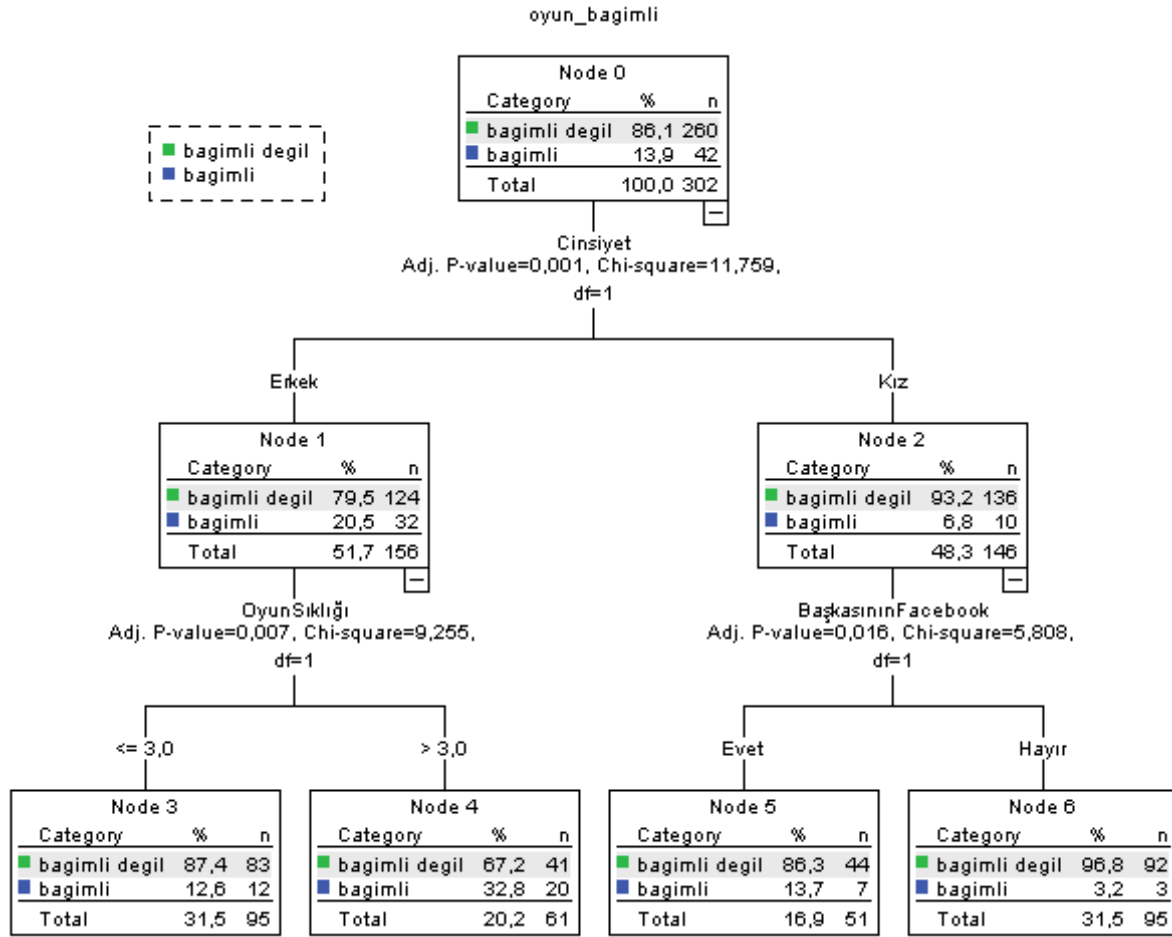 oyun_bagimli
Node 0
Category % n
bagimli degil 86,1 260
bagimli 13,9 42
Total 100,0 302
bagimli degil
bagimli
Cinsiyet
Adj. P-value=0,001, Chi-square=11,759,
df=1
Erkek
Kız
Node 1
Category % n
bagimli degil 79,5 124
bagimli 20,5 32
Total 51,7 156
Node 2
Category % n
bagimli degil 93,2 136
bagimli 6,8 10
Total 48,3 146
OyunSıklığı
Adj. P-value=0,007, Chi-square=9,255,
df=1
BaşkasınınFacebook
Adj. P-value=0,016, Chi-square=5,808,
df=1
<= 3,0
> 3,0
Evet
Hayır
Node 3
Category % n
bagimli degil 87,4 83
bagimli 12,6 12
Total 31,5 95
Node 4
Category % n
bagimli degil 67,2 41
bagimli 32,8 20
Total 20,2 61
Node 5
Category % n
bagimli degil 86,3 44
bagimli 13,7 7
Total 16,9 51
Node 6
Category % n
bagimli degil 96,8 92
bagimli 3,2 3
Total 31,5 95